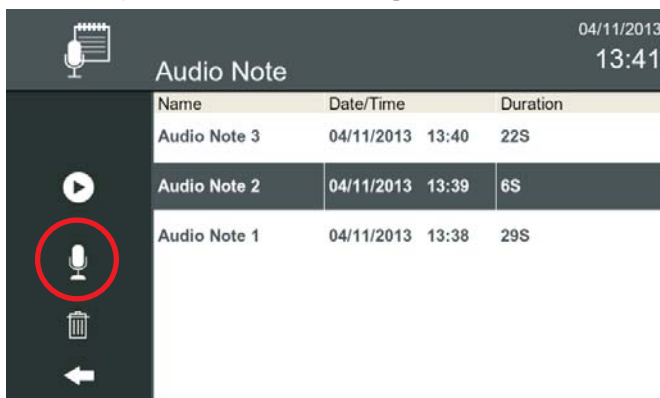 04/11/2013
13:41
Audio Note
Name Date/Time Duration
Audio Note 3 04/11/2013 13:40 22S
Audio Note 2 04/11/2013 13:39 6S
Audio Note 1 04/11/2013 13:38 29S